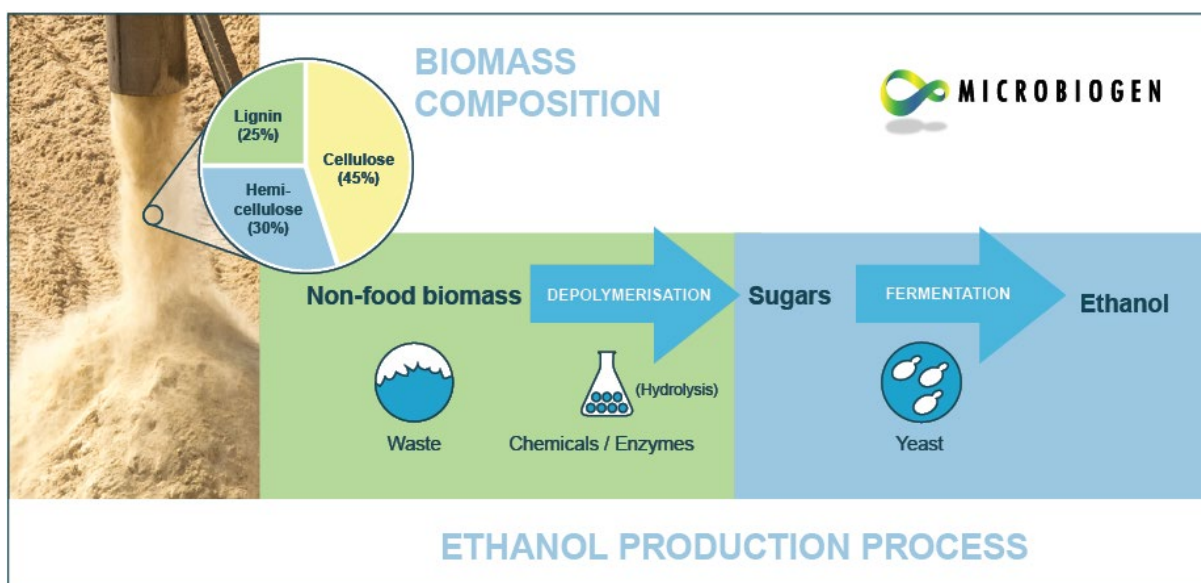 BIOMASS
COMPOSITION
MICROBIOGEN
Lignin
(25%)
Cellulose
(45%)
Hemi-
cellulose
(30%)
Non-food biomass
DEPOLYMERISATION
Sugars
FERMENTATION
Ethanol
(Hydrolysis)
Waste
Chemicals / Enzymes
Yeast
ETHANOL PRODUCTION PROCESS